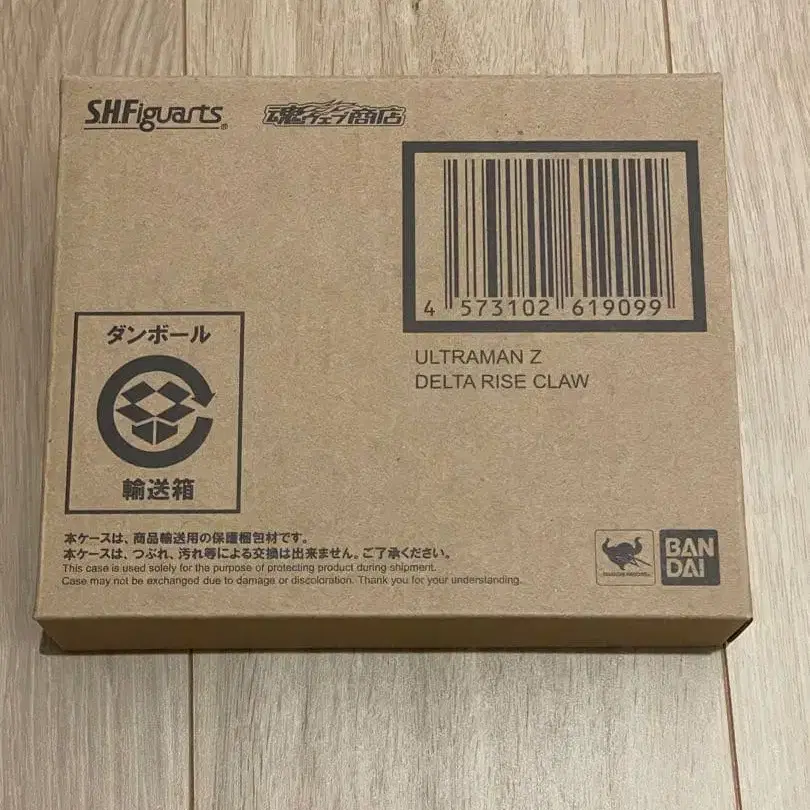 S.H.Figuarts®
魂ウェブ商店
4 573102 619099
ULTRAMAN Z
DELTA RISE CLAW
ダンボール
輸送箱
本ケースは、商品輸送用の保護梱包材です。
本ケースは、つぶれ、汚れ等による交換は出来ません。ご了承ください。
This case is used solely for the purpose of protecting product during shipment.
Case may not be exchanged due to damage or discoloration. Thank you for your understanding.
BAN
DAI